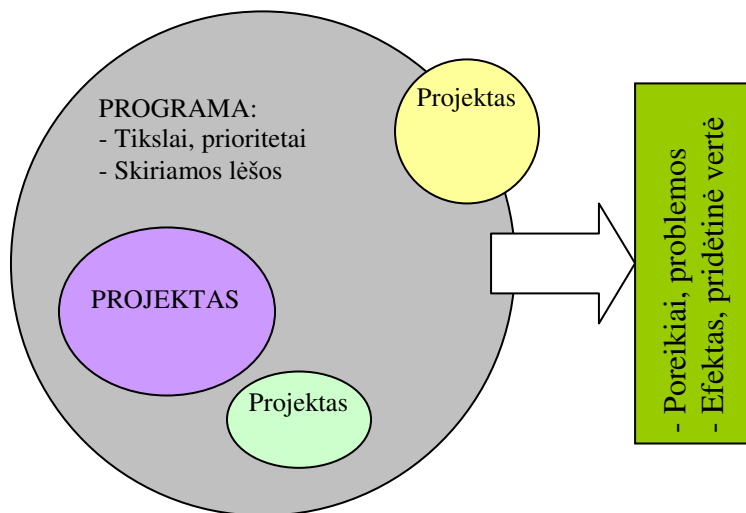 Projektas
PROGRAMA:
- Tikslai, prioritetai
- Skiriamos lėšos
PROJEKTAS
Projektas
- Poreikiai, problemos
- Efektas, pridėtinė vertė